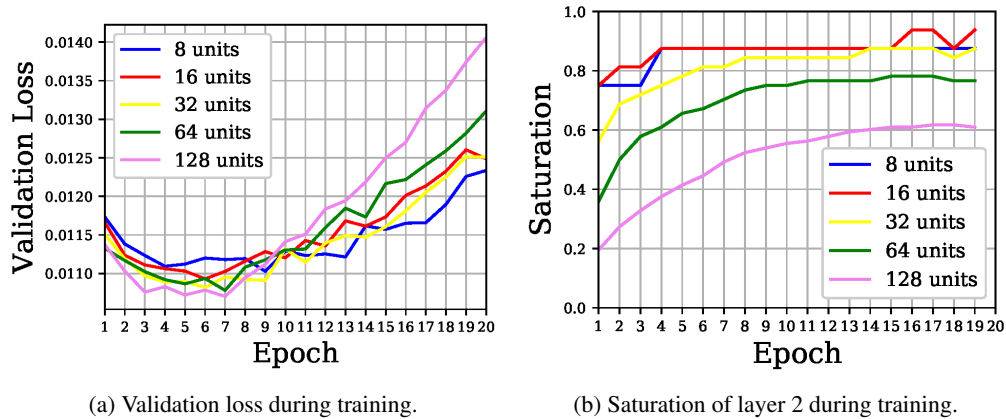 Validation Loss
0.0140
0.0135
0.0130
0.0125
0.0120
0.0115
0.0110
8 units
16 units
32 units
64 units
128 units
1 2 3 4 5 6 7 8 9 10 11 12 13 14 15 16 17 18 19 20
Epoch
(a) Validation loss during training.
Saturation
1.0
0.8
0.6
0.4
0.2
0.0
8 units
16 units
32 units
64 units
128 units
1 2 3 4 5 6 7 8 9 10 11 12 13 14 15 16 17 18 19 20
Epoch
(b) Saturation of layer 2 during training.